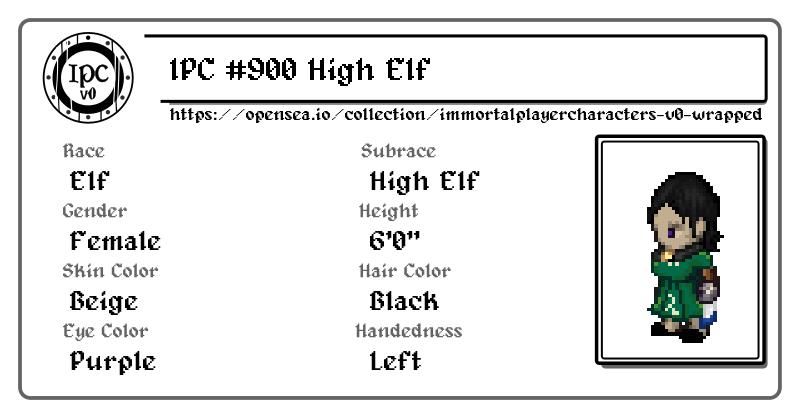 IPC
v0
IPC #900 High Elf
https://opensea.io/collection/immortalplayercharacters-v0-wrapped
Race
Subrace
Elf
High Elf
Gender
Height
Female
6'0"
Skin Color
Hair Color
Beige
Black
Eye Color
Handedness
Purple
Left